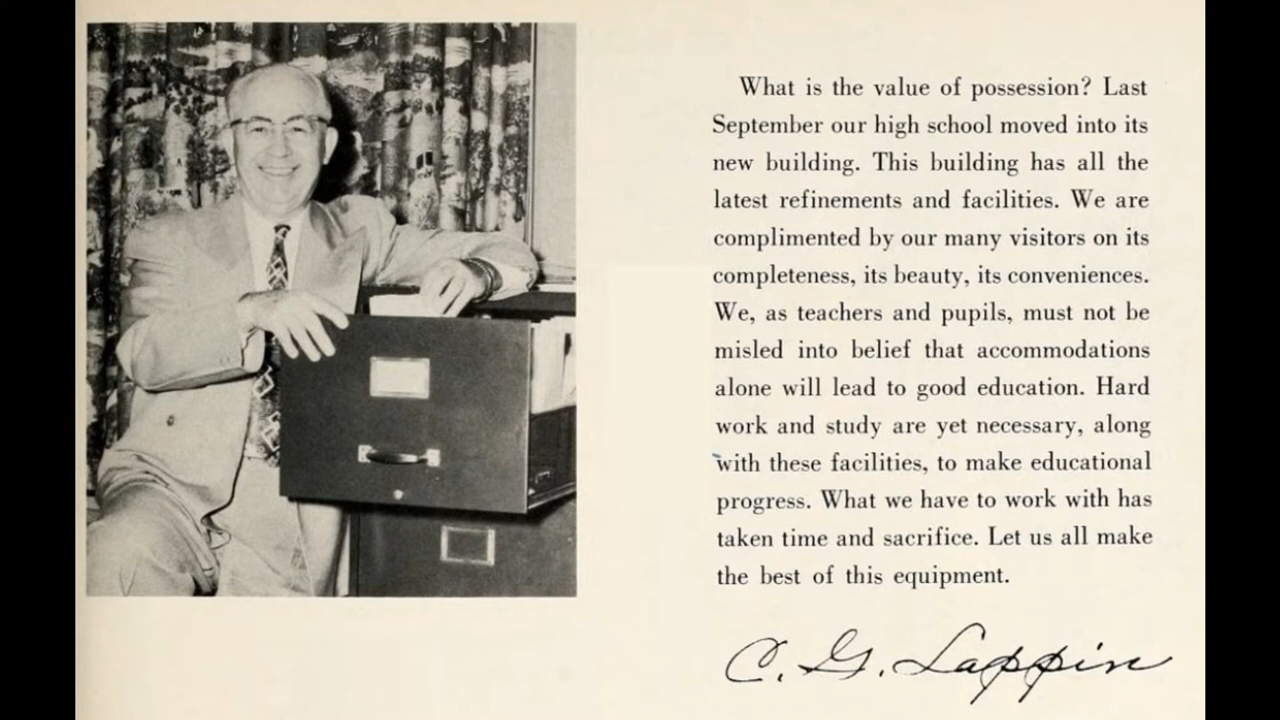 What is the value of possession? Last
September our high school moved into its
new building. This building has all the
latest refinements and facilities. We are
complimented by our many visitors on its
completeness, its beauty, its conveniences.
We, as teachers and pupils, must not be
misled into belief that accommodations
alone will lead to good education. Hard
work and study are yet necessary, along
with these facilities, to make educational
progress. What we have to work with has
taken time and sacrifice. Let us all make
the best of this equipment.
C. G. Lappin